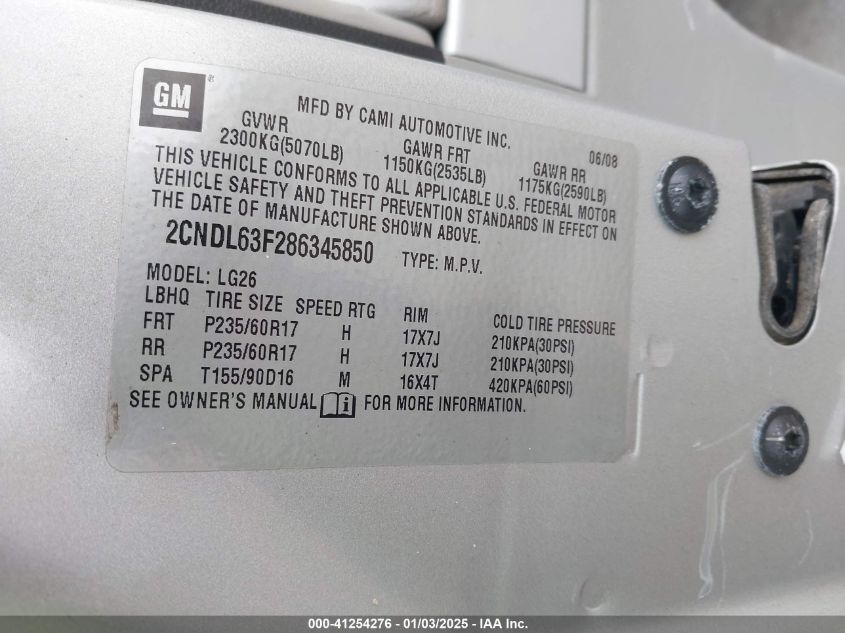 GM ®
MFD BY CAMI AUTOMOTIVE INC. 06/08
GVWR GAWR FRT GAWR RR
2300KG(5070LB) 1150KG(2535LB) 1175KG(2590LB)
THIS VEHICLE CONFORMS TO ALL APPLICABLE U.S. FEDERAL MOTOR
VEHICLE SAFETY AND THEFT PREVENTION STANDARDS IN EFFECT ON
THE DATE OF MANUFACTURE SHOWN ABOVE.
2CNDL63F286345850 TYPE: M.P.V.
MODEL: LG26
LBHQ TIRE SIZE SPEED RTG RIM COLD TIRE PRESSURE
FRT P235/60R17 H 17X7J 210KPA(30PSI)
RR P235/60R17 H 17X7J 210KPA(30PSI)
SPA T155/90D16 M 16X4T 420KPA(60PSI)
SEE OWNER'S MANUAL i FOR MORE INFORMATION.
000-41254276 - 01/03/2025 - IAA Inc.